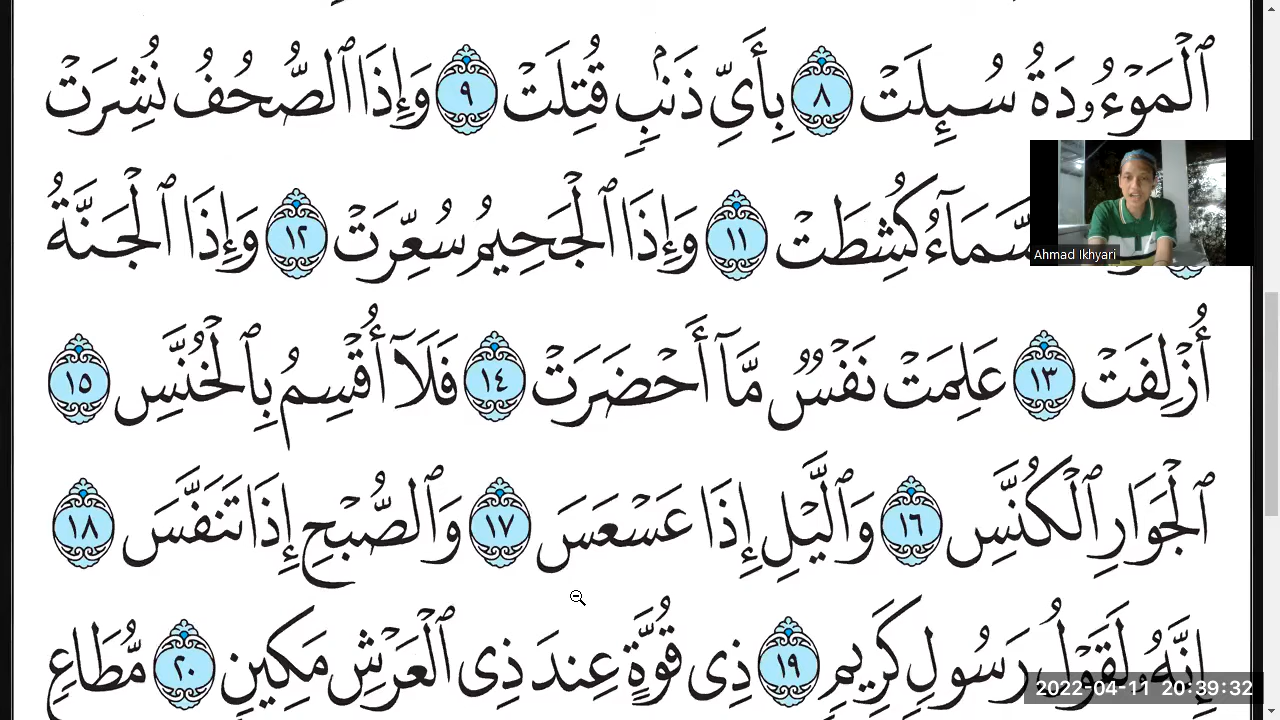 ٱلْمَوْءُۥدَةُ سُئِلَتْ ٨ بِأَىِّ ذَنۢبٍ قُتِلَتْ ٩ وَإِذَا ٱلصُّحُفُ نُشِرَتْ
كُشِطَتْ ١١ وَإِذَا ٱلْجَحِيمُ سُعِّرَتْ ١٢ وَإِذَا ٱلْجَنَّةُ
أُزْلِفَتْ ١٣ عَلِمَتْ نَفْسٌ مَّآ أَحْضَرَتْ ١٤ فَلَآ أُقْسِمُ بِٱلْخُنَّسِ ١٥
ٱلْجَوَارِ ٱلْكُنَّسِ ١٦ وَٱلَّيْلِ إِذَا عَسْعَسَ ١٧ وَٱلصُّبْحِ إِذَا تَنَفَّسَ ١٨
إِنَّهُۥ لَقَوْلُ رَسُولٍ كَرِيمٍ ١٩ ذِى قُوَّةٍ عِندَ ذِى ٱلْعَرْشِ مَكِينٍ ٢٠ مُّطَاعٍ
Ahmad Ikhyari
2022-04-11 20:39:32